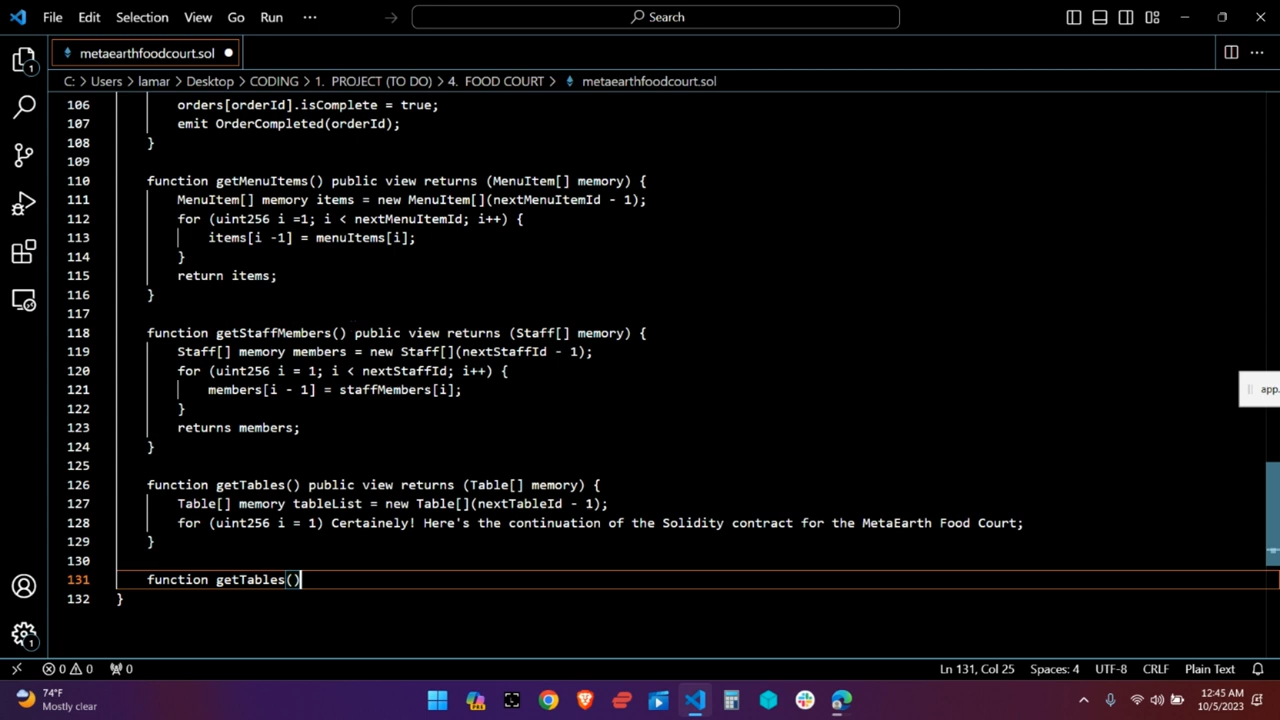 File Edit Selection View Go Run ··· Search
metaearthfoodcourt.sol
C: > Users > lamar > Desktop > CODING > 1. PROJECT (TO DO) > 4. FOOD COURT > metaearthfoodcourt.sol
106 orders[orderId].isComplete = true;
107 emit OrderCompleted(orderId);
108 }
109
110 function getMenuItems() public view returns (MenuItem[] memory) {
111 MenuItem[] memory items = new MenuItem[](nextMenuItemId - 1);
112 for (uint256 i =1; i < nextMenuItemId; i++) {
113 items[i -1] = menuItems[i];
114 }
115 return items;
116 }
117
118 function getStaffMembers() public view returns (Staff[] memory) {
119 Staff[] memory members = new Staff[](nextStaffId - 1);
120 for (uint256 i = 1; i < nextStaffId; i++) {
121 members[i - 1] = staffMembers[i];
122 }
123 returns members;
124 }
125
126 function getTables() public view returns (Table[] memory) {
127 Table[] memory tableList = new Table[](nextTableId - 1);
128 for (uint256 i = 1) Certainely! Here's the continuation of the Solidity contract for the MetaEarth Food Court;
129 }
130
131 function getTables()
132 }
app.
1
1
0 0 0 Ln 131, Col 25 Spaces: 4 UTF-8 CRLF Plain Text
74°F
Mostly clear
12:45 AM
10/5/2023